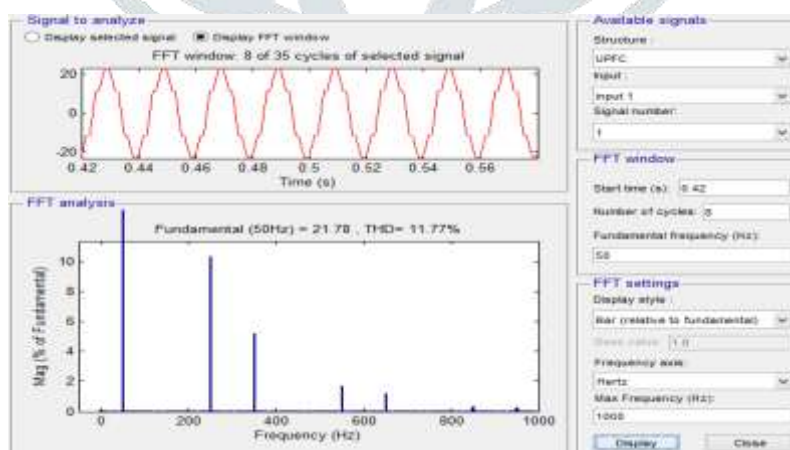 Signal to analyze
Display selected signal Display FFT window
FFT window: 8 of 35 cycles of selected signal
20
0
-20
0.42 0.44 0.46 0.48 0.5 0.52 0.54 0.56
Time (s)
FFT analysis
Fundamental (50Hz) = 21.78 , THD= 11.77%
10
8
6
4
2
0
Mag (% of Fundamental)
0 200 400 600 800 1000
Frequency (Hz)
Available signals
Structure :
UPFC
Input :
input 1
Signal number:
1
FFT window
Start time (s): 0.42
Number of cycles: 8
Fundamental frequency (Hz):
50
FFT settings
Display style :
Bar (relative to fundamental)
Base value: 1.0
Frequency axis:
Hertz
Max Frequency (Hz):
1000
Display Close